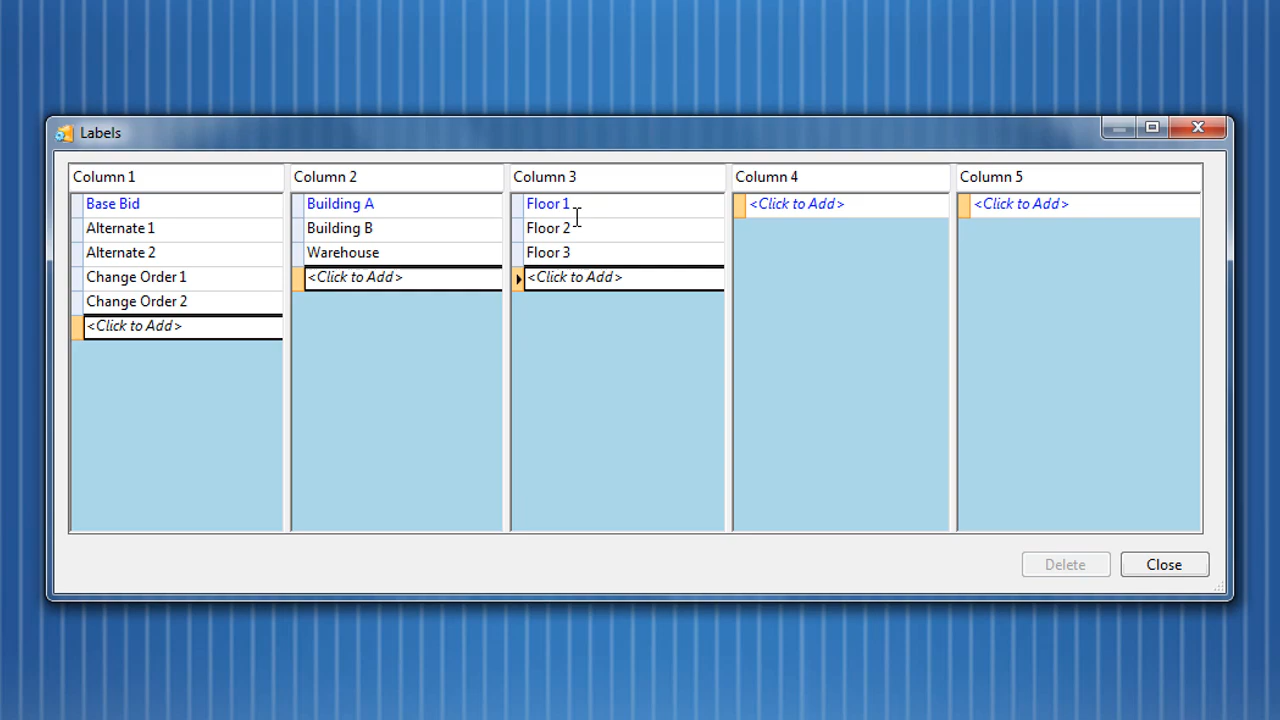 Labels
Column 1
Base Bid
Alternate 1
Alternate 2
Change Order 1
Change Order 2
<Click to Add>
Column 2
Building A
Building B
Warehouse
<Click to Add>
Column 3
Floor 1
Floor 2
Floor 3
<Click to Add>
Column 4
<Click to Add>
Column 5
<Click to Add>
Delete
Close